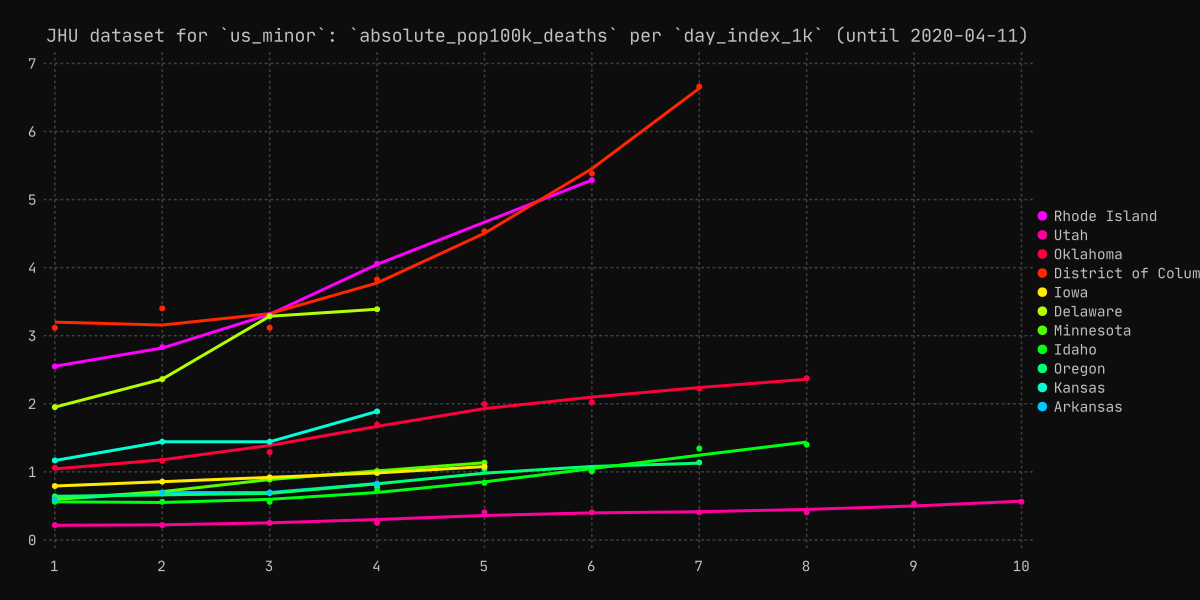 JHU dataset for `us_minor`: `absolute_pop100k_deaths` per `day_index_1k` (until 2020-04-11)
7
6
5
4
3
2
1
0
1 2 3 4 5 6 7 8 9 10
Rhode Island
Utah
Oklahoma
District of Colum
Iowa
Delaware
Minnesota
Idaho
Oregon
Kansas
Arkansas